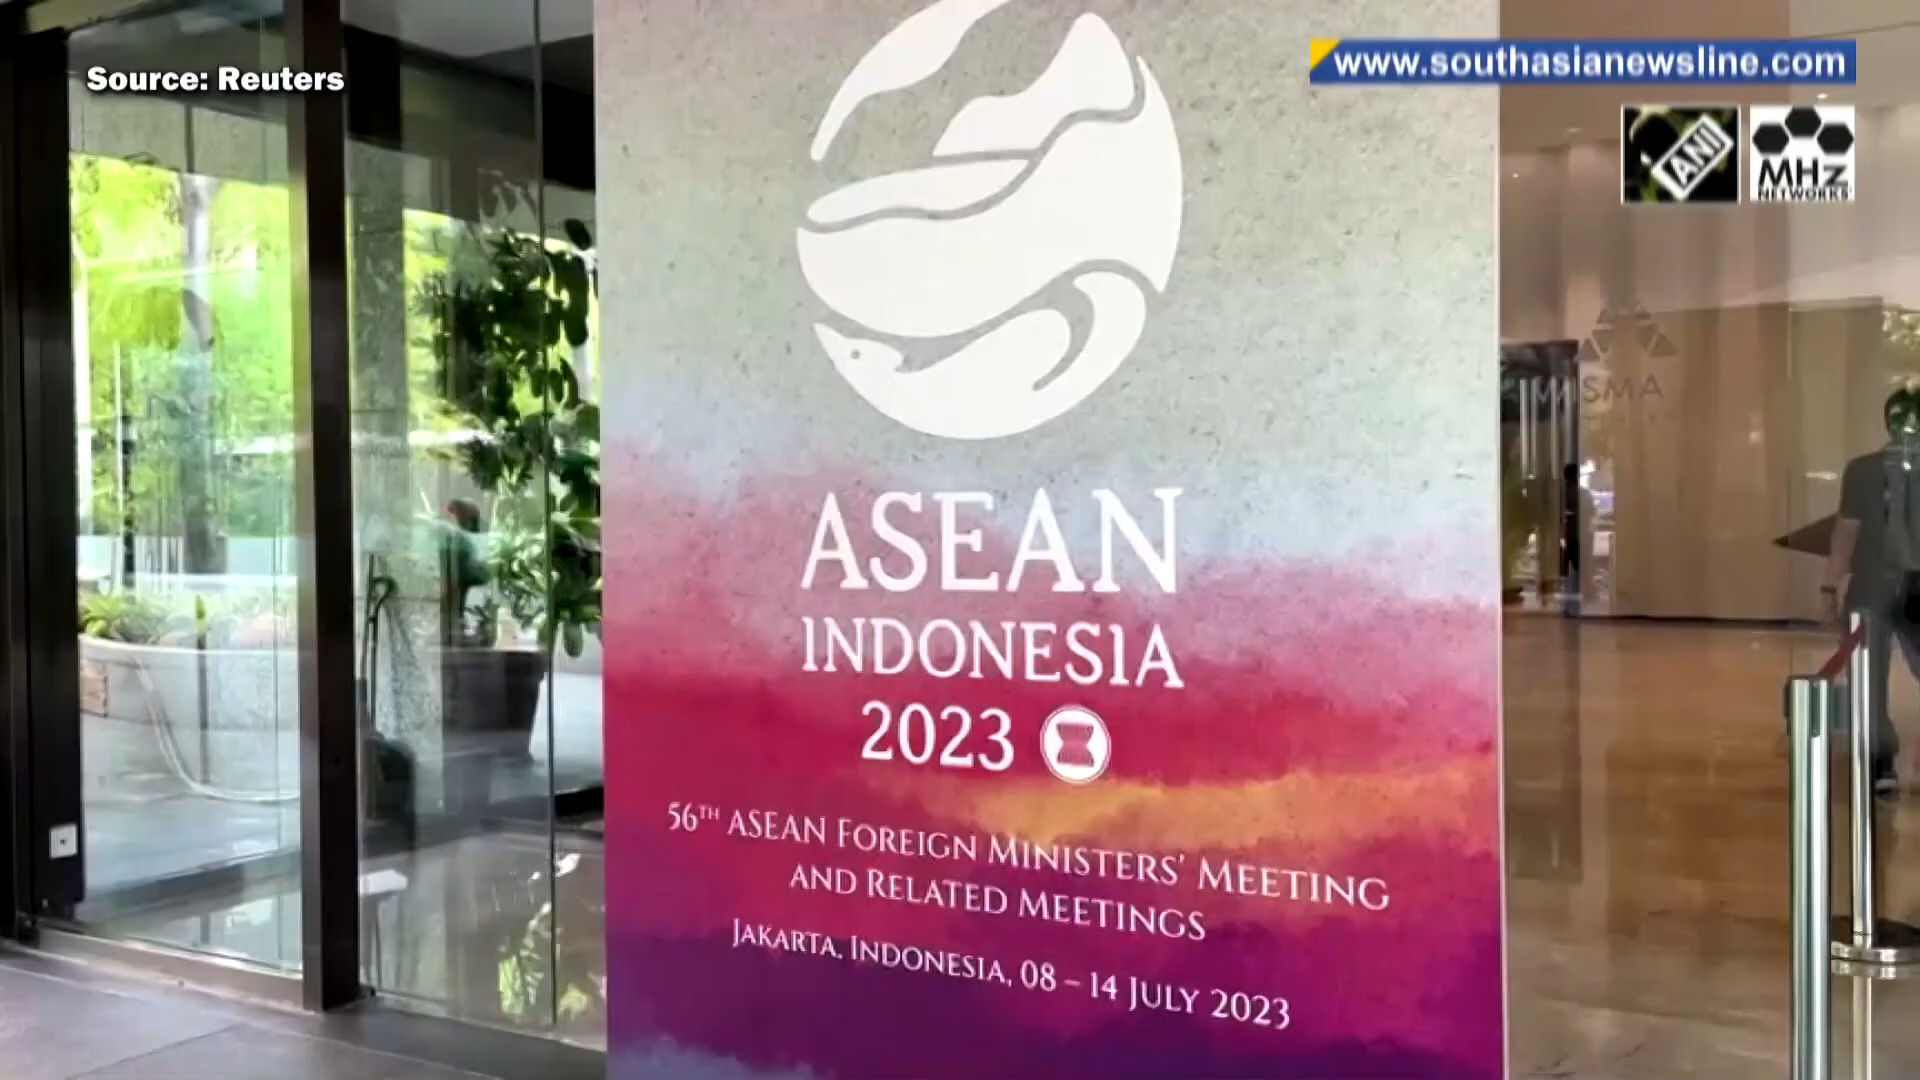 Source: Reuters
www.southasianewsline.com
ANI
MHz
NETWORKS
WISMA
ASEAN
INDONESIA
2023
56TH ASEAN FOREIGN MINISTERS' MEETING
AND RELATED MEETINGS
JAKARTA, INDONESIA, 08 – 14 JULY 2023